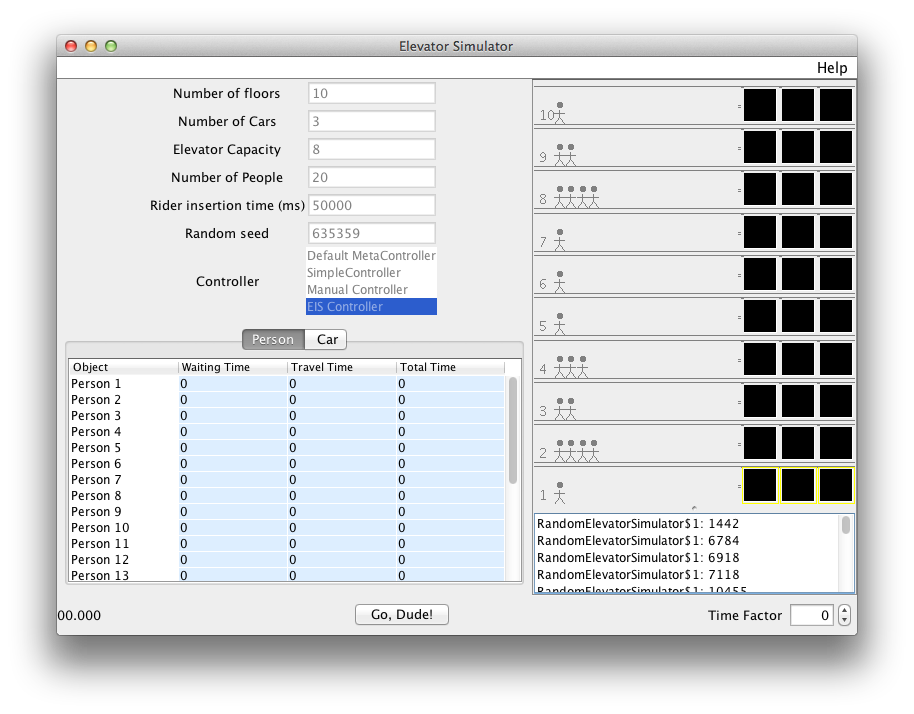 Elevator Simulator
Help
Number of floors 10
Number of Cars 3
Elevator Capacity 8
Number of People 20
Rider insertion time (ms) 50000
Random seed 635359
Controller
Default MetaController
SimpleController
Manual Controller
EIS Controller
Person Car
Object Waiting Time Travel Time Total Time
Person 1 0 0 0
Person 2 0 0 0
Person 3 0 0 0
Person 4 0 0 0
Person 5 0 0 0
Person 6 0 0 0
Person 7 0 0 0
Person 8 0 0 0
Person 9 0 0 0
Person 10 0 0 0
Person 11 0 0 0
Person 12 0 0 0
Person 13 0 0 0
10
9
8
7
6
5
4
3
2
1
RandomElevatorSimulator$1: 1442
RandomElevatorSimulator$1: 6784
RandomElevatorSimulator$1: 6918
RandomElevatorSimulator$1: 7118
RandomElevatorSimulator$1: 10455
00.000
Go, Dude!
Time Factor 0